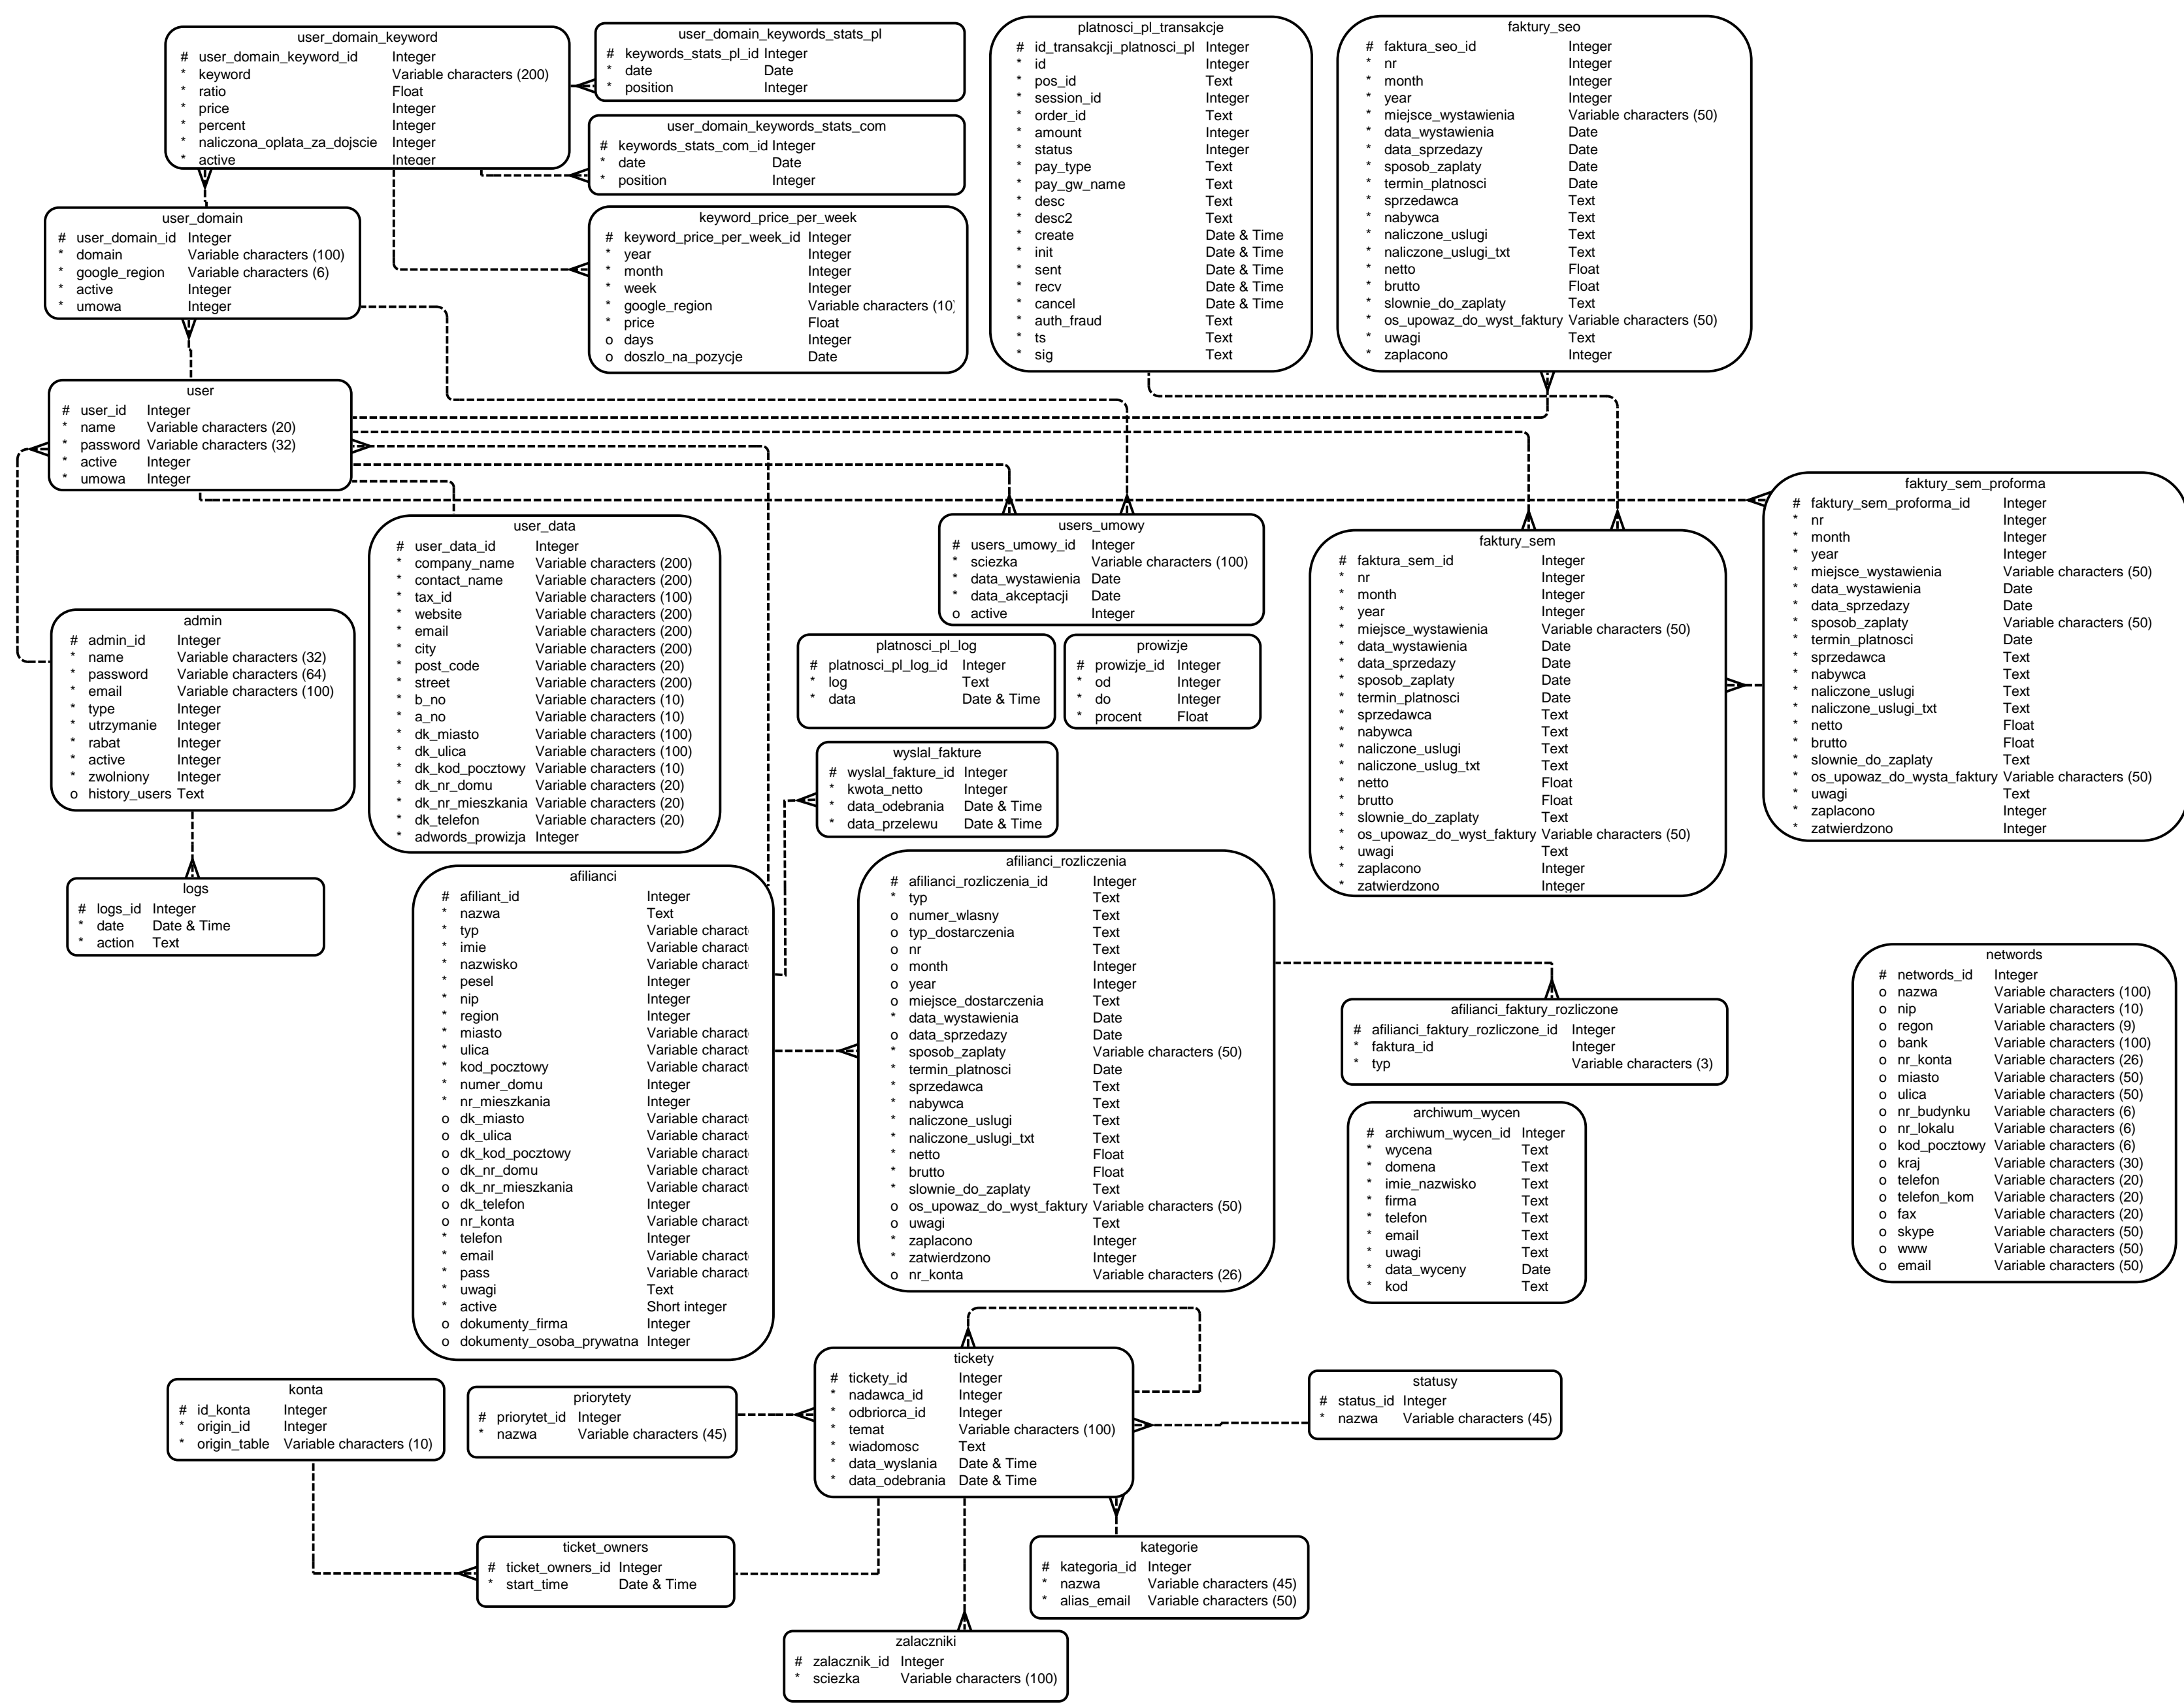 user_domain_keyword
# user_domain_keyword_id Integer
* keyword Variable characters (200)
* ratio Float
* price Integer
* percent Integer
* naliczona_oplata_za_dojscie Integer
* active Integer
user_domain_keywords_stats_pl
# keywords_stats_pl_id Integer
* date Date
* position Integer
user_domain_keywords_stats_com
# keywords_stats_com_id Integer
* date Date
* position Integer
keyword_price_per_week
# keyword_price_per_week_id Integer
* year Integer
* month Integer
* week Integer
* google_region Variable characters (10)
* price Float
o days Integer
o doszlo_na_pozycje Date
platnosci_pl_transakcje
# id_transakcji_platnosci_pl Integer
* id Integer
* pos_id Text
* session_id Integer
* order_id Text
* amount Integer
* status Integer
* pay_type Text
* pay_gw_name Text
* desc Text
* desc2 Text
* create Date & Time
* init Date & Time
* sent Date & Time
* recv Date & Time
* cancel Date & Time
* auth_fraud Text
* ts Text
* sig Text
faktury_seo
# faktura_seo_id Integer
* nr Integer
* month Integer
* year Integer
* miejsce_wystawienia Variable characters (50)
* data_wystawienia Date
* data_sprzedazy Date
* sposob_zaplaty Date
* termin_platnosci Date
* sprzedawca Text
* nabywca Text
* naliczone_uslugi Text
* naliczone_uslugi_txt Text
* netto Float
* brutto Float
* slownie_do_zaplaty Text
* os_upowaz_do_wyst_faktury Variable characters (50)
* uwagi Text
* zaplacono Integer
user_domain
# user_domain_id Integer
* domain Variable characters (100)
* google_region Variable characters (6)
* active Integer
* umowa Integer
user
# user_id Integer
* name Variable characters (20)
* password Variable characters (32)
* active Integer
* umowa Integer
user_data
# user_data_id Integer
* company_name Variable characters (200)
* contact_name Variable characters (200)
* tax_id Variable characters (100)
* website Variable characters (200)
* email Variable characters (200)
* city Variable characters (200)
* post_code Variable characters (20)
* street Variable characters (200)
* b_no Variable characters (10)
* a_no Variable characters (10)
* dk_miasto Variable characters (100)
* dk_ulica Variable characters (100)
* dk_kod_pocztowy Variable characters (10)
* dk_nr_domu Variable characters (20)
* dk_nr_mieszkania Variable characters (20)
* dk_telefon Variable characters (20)
* adwords_prowizja Integer
users_umowy
# users_umowy_id Integer
* sciezka Variable characters (100)
* data_wystawienia Date
* data_akceptacji Date
o active Integer
faktury_sem
# faktura_sem_id Integer
* nr Integer
* month Integer
* year Integer
* miejsce_wystawienia Variable characters (50)
* data_wystawienia Date
* data_sprzedazy Date
* sposob_zaplaty Date
* termin_platnosci Date
* sprzedawca Text
* nabywca Text
* naliczone_uslugi Text
* naliczone_uslug_txt Text
* netto Float
* brutto Float
* slownie_do_zaplaty Text
* os_upowaz_do_wyst_faktury Variable characters (50)
* uwagi Text
* zaplacono Integer
* zatwierdzono Integer
faktury_sem_proforma
# faktury_sem_proforma_id Integer
* nr Integer
* month Integer
* year Integer
* miejsce_wystawienia Variable characters (50)
* data_wystawienia Date
* data_sprzedazy Date
* sposob_zaplaty Variable characters (50)
* termin_platnosci Date
* sprzedawca Text
* nabywca Text
* naliczone_uslugi Text
* naliczone_uslugi_txt Text
* netto Float
* brutto Float
* slownie_do_zaplaty Text
* os_upowaz_do_wysta_faktury Variable characters (50)
* uwagi Text
* zaplacono Integer
* zatwierdzono Integer
admin
# admin_id Integer
* name Variable characters (32)
* password Variable characters (64)
* email Variable characters (100)
* type Integer
* utrzymanie Integer
* rabat Integer
* active Integer
* zwolniony Integer
o history_users Text
platnosci_pl_log
# platnosci_pl_log_id Integer
* log Text
* data Date & Time
prowizje
# prowizje_id Integer
* od Integer
* do Integer
* procent Float
wyslal_fakture
# wyslal_fakture_id Integer
* kwota_netto Integer
* data_odebrania Date & Time
* data_przelewu Date & Time
logs
# logs_id Integer
* date Date & Time
* action Text
afilianci
# afiliant_id Integer
* nazwa Text
* typ Variable charact
* imie Variable charact
* nazwisko Variable charact
* pesel Integer
* nip Integer
* region Integer
* miasto Variable charact
* ulica Variable charact
* kod_pocztowy Variable charact
* numer_domu Integer
* nr_mieszkania Integer
o dk_miasto Variable charact
o dk_ulica Variable charact
o dk_kod_pocztowy Variable charact
o dk_nr_domu Variable charact
o dk_nr_mieszkania Variable charact
o dk_telefon Integer
o nr_konta Variable charact
* telefon Integer
* email Variable charact
* pass Variable charact
* uwagi Text
* active Short integer
o dokumenty_firma Integer
o dokumenty_osoba_prywatna Integer
afilianci_rozliczenia
# afilianci_rozliczenia_id Integer
* typ Text
o numer_wlasny Text
o typ_dostarczenia Text
o nr Text
o month Integer
o year Integer
o miejsce_dostarczenia Text
* data_wystawienia Date
o data_sprzedazy Date
* sposob_zaplaty Variable characters (50)
* termin_platnosci Date
* sprzedawca Text
* nabywca Text
* naliczone_uslugi Text
* naliczone_uslugi_txt Text
* netto Float
* brutto Float
* slownie_do_zaplaty Text
o os_upowaz_do_wyst_faktury Variable characters (50)
o uwagi Text
* zaplacono Integer
* zatwierdzono Integer
o nr_konta Variable characters (26)
afilianci_faktury_rozliczone
# afilianci_faktury_rozliczone_id Integer
* faktura_id Integer
* typ Variable characters (3)
archiwum_wycen
# archiwum_wycen_id Integer
* wycena Text
* domena Text
* imie_nazwisko Text
* firma Text
* telefon Text
* email Text
* uwagi Text
* data_wyceny Date
* kod Text
networds
# networds_id Integer
o nazwa Variable characters (100)
o nip Variable characters (10)
o regon Variable characters (9)
o bank Variable characters (100)
o nr_konta Variable characters (26)
o miasto Variable characters (50)
o ulica Variable characters (50)
o nr_budynku Variable characters (6)
o nr_lokalu Variable characters (6)
o kod_pocztowy Variable characters (6)
o kraj Variable characters (30)
o telefon Variable characters (20)
o telefon_kom Variable characters (20)
o fax Variable characters (20)
o skype Variable characters (50)
o www Variable characters (50)
o email Variable characters (50)
konta
# id_konta Integer
* origin_id Integer
* origin_table Variable characters (10)
priorytety
# priorytet_id Integer
* nazwa Variable characters (45)
tickety
# tickety_id Integer
* nadawca_id Integer
* odbriorca_id Integer
* temat Variable characters (100)
* wiadomosc Text
* data_wyslania Date & Time
* data_odebrania Date & Time
statusy
# status_id Integer
* nazwa Variable characters (45)
ticket_owners
# ticket_owners_id Integer
* start_time Date & Time
kategorie
# kategoria_id Integer
* nazwa Variable characters (45)
* alias_email Variable characters (50)
zalaczniki
# zalacznik_id Integer
* sciezka Variable characters (100)